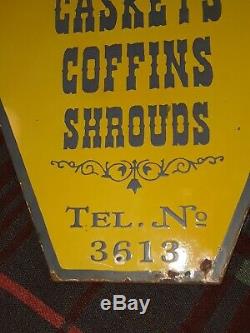 CASKETS
COFFINS
SHROUDS
TEL. No
3613